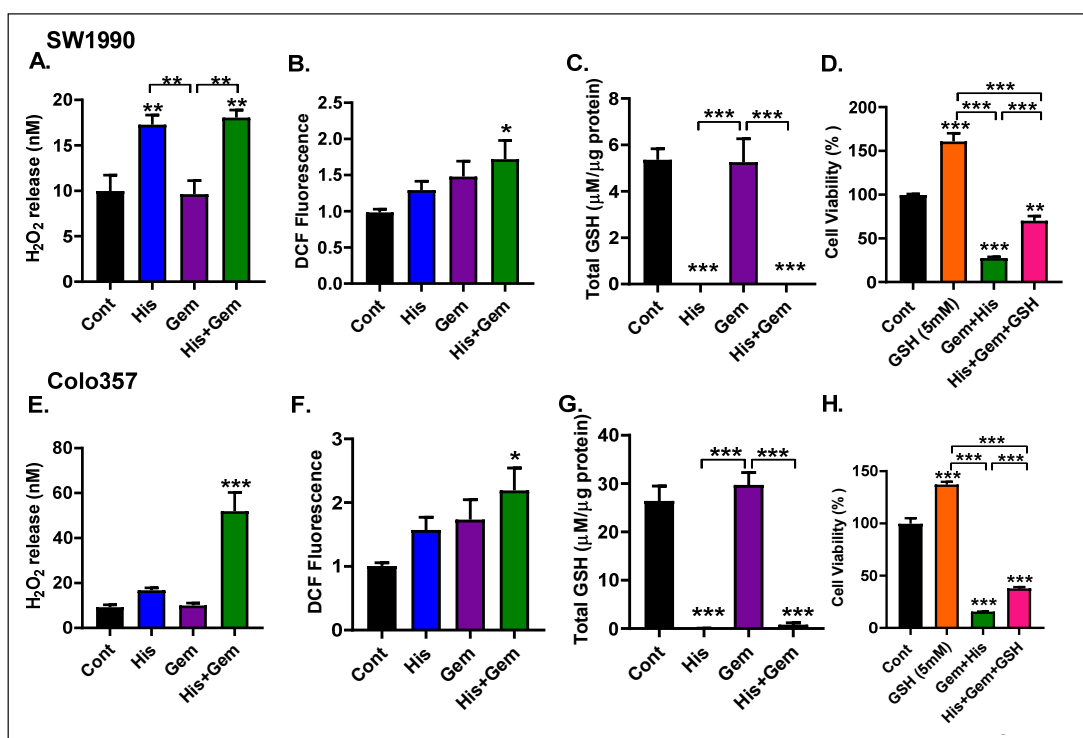 SW1990
A.
H2O2 release (nM)
20
15
10
5
0
**
**
**
**
Cont
His
Gem
His+Gem
B.
DCF Fluorescence
2.5
2.0
1.5
1.0
0.5
0.0
*
Cont
His
Gem
His+Gem
C.
Total GSH (μM/μg protein)
8
6
4
2
0
***
***
***
***
Cont
His
Gem
His+Gem
D.
Cell Viability (% )
200
150
100
50
0
***
***
***
***
***
**
Cont
GSH (5mM)
Gem+His
His+Gem+GSH
Colo357
E.
H2O2 release (nM)
80
60
40
20
0
***
Cont
His
Gem
His+Gem
F.
DCF Fluorescence
3
2
1
0
*
Cont
His
Gem
His+Gem
G.
Total GSH (μM/μg protein)
40
30
20
10
0
***
***
***
***
Cont
His
Gem
His+Gem
H.
Cell Viability (% )
150
100
50
0
***
***
***
***
***
***
Cont
GSH (5mM)
Gem+His
His+Gem+GSH